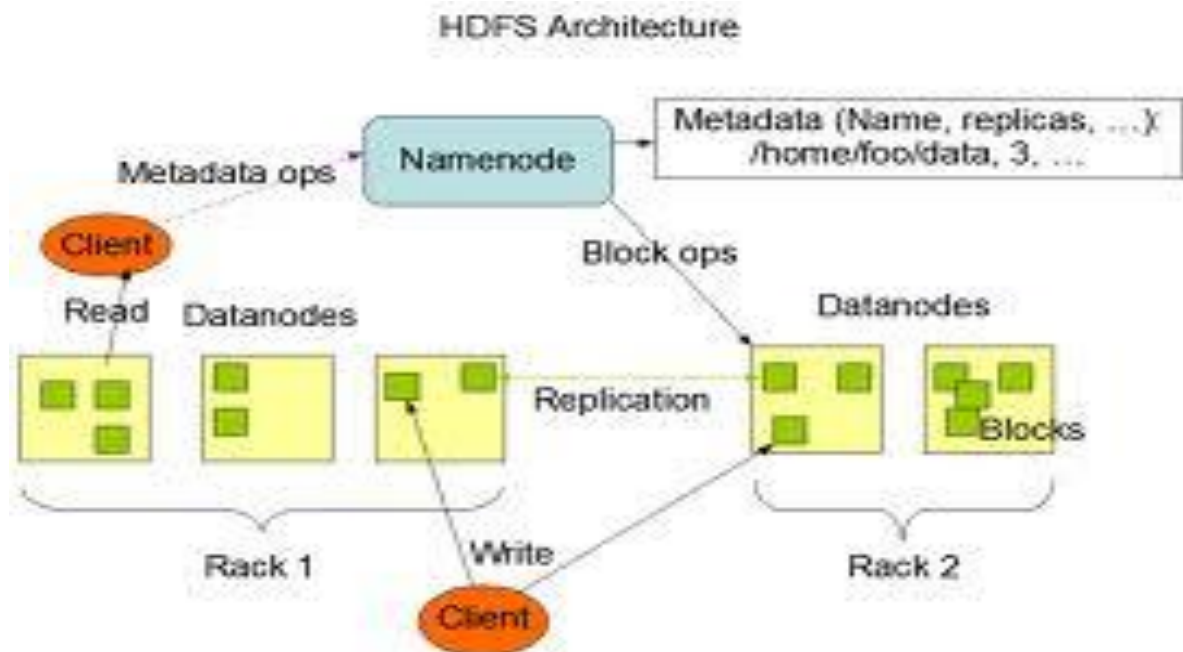 HDFS Architecture
Metadata (Name, replicas, ...):
/home/foo/data, 3, ...
Namenode
Metadata ops
Client
Block ops
Read
Datanodes
Datanodes
Replication
Blocks
Rack 1
Write
Rack 2
Client